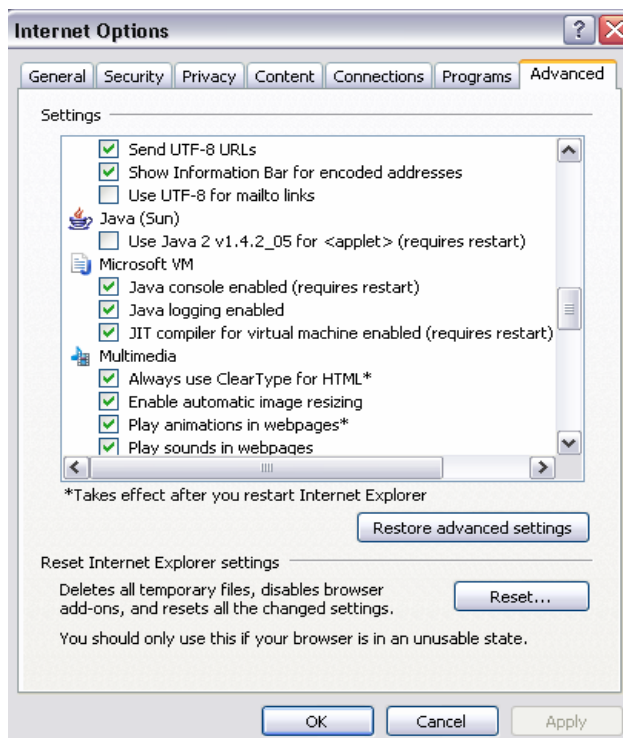 Internet Options
General Security Privacy Content Connections Programs Advanced
Settings
Send UTF-8 URLs
Show Information Bar for encoded addresses
Use UTF-8 for mailto links
Java (Sun)
Use Java 2 v1.4.2_05 for <applet> (requires restart)
Microsoft VM
Java console enabled (requires restart)
Java logging enabled
JIT compiler for virtual machine enabled (requires restart)
Multimedia
Always use ClearType for HTML*
Enable automatic image resizing
Play animations in webpages*
Play sounds in webpages
*Takes effect after you restart Internet Explorer
Restore advanced settings
Reset Internet Explorer settings
Deletes all temporary files, disables browser
add-ons, and resets all the changed settings.
Reset...
You should only use this if your browser is in an unusable state.
OK Cancel Apply